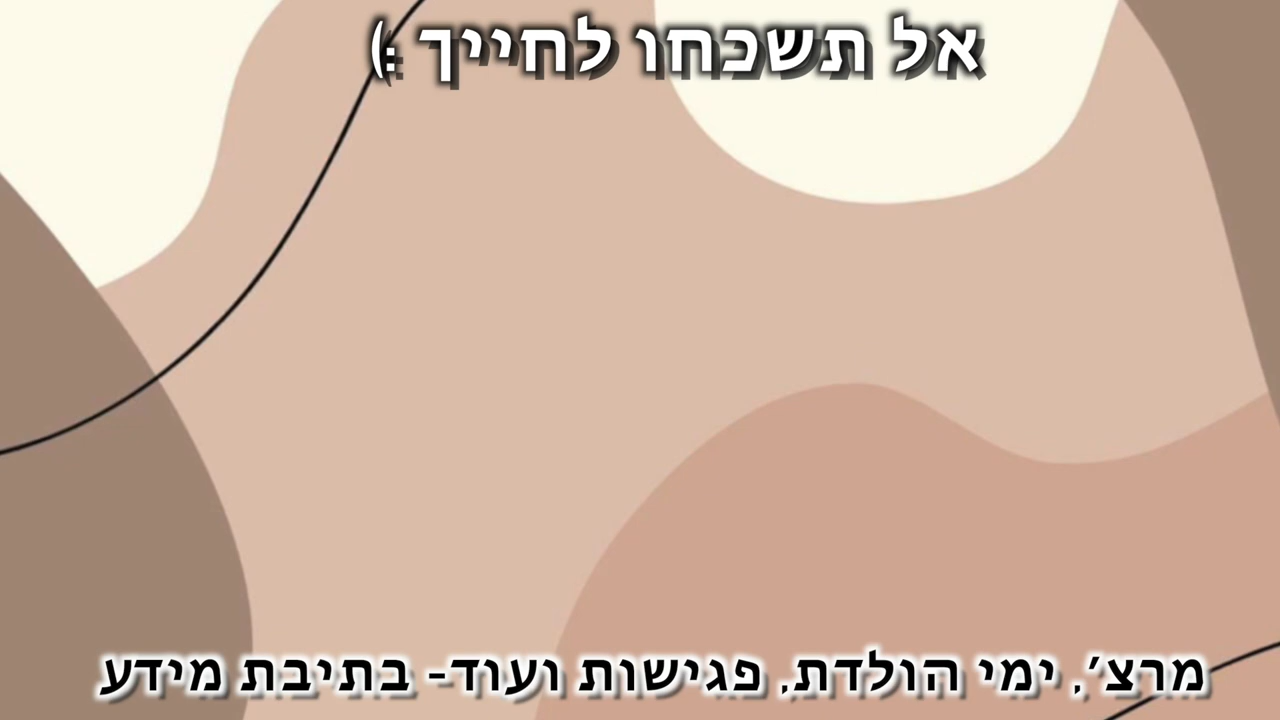 אל תשכחו לחייך :)
מרצ', ימי הולדת, פגישות ועוד- בתיבת מידע